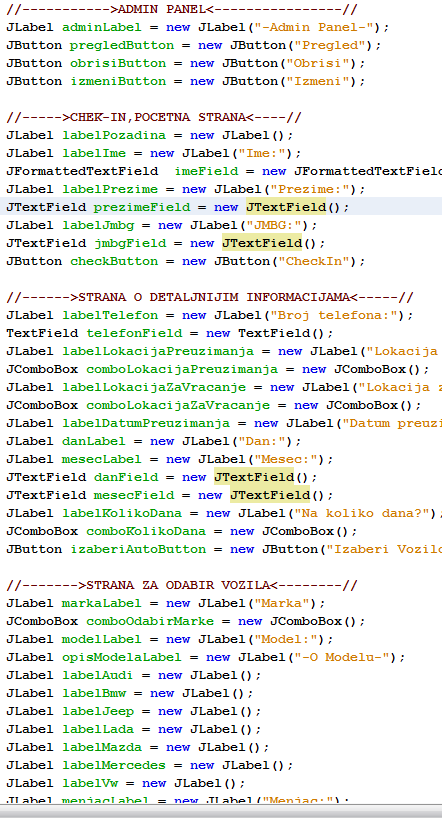 //----------->ADMIN PANEL<----------------//
JLabel adminLabel = new JLabel("-Admin Panel-");
JButton pregledButton = new JButton("Pregled");
JButton obrisiButton = new JButton("Obrisi");
JButton izmeniButton = new JButton("Izmeni");
//----->CHEK-IN,POCETNA STRANA<----//
JLabel labelPozadina = new JLabel();
JLabel labelIme = new JLabel("Ime:");
JFormattedTextField  imeField = new JFormattedTextField
JLabel labelPrezime = new JLabel("Prezime:");
JTextField prezimeField = new JTextField();
JLabel labelJmbg = new JLabel("JMBG:");
JTextField jmbgField = new JTextField();
JButton checkButton = new JButton("CheckIn");
//------>STRANA O DETALJNIJIM INFORMACIJAMA<-----//
JLabel labelTelefon = new JLabel("Broj telefona:");
TextField telefonField = new TextField();
JLabel labelLokacijaPreuzimanja = new JLabel("Lokacija
JComboBox comboLokacijaPreuzimanja = new JComboBox();
JLabel labelLokacijaZaVracanje = new JLabel("Lokacija z
JComboBox comboLokacijaZaVracanje = new JComboBox();
JLabel labelDatumPreuzimanja = new JLabel("Datum preuzi
JLabel danLabel = new JLabel("Dan:");
JLabel mesecLabel = new JLabel("Mesec:");
JTextField danField = new JTextField();
JTextField mesecField = new JTextField();
JLabel labelKolikoDana = new JLabel("Na koliko dana?");
JComboBox comboKolikoDana = new JComboBox();
JButton izaberiAutoButton = new JButton("Izaberi Vozilo
//------->STRANA ZA ODABIR VOZILA<--------//
JLabel markaLabel = new JLabel("Marka");
JComboBox comboOdabirMarke = new JComboBox();
JLabel modelLabel = new JLabel("Model:");
JLabel opisModelaLabel = new JLabel("-O Modelu-");
JLabel labelAudi = new JLabel();
JLabel labelBmw = new JLabel();
JLabel labelJeep = new JLabel();
JLabel labelLada = new JLabel();
JLabel labelMazda = new JLabel();
JLabel labelMercedes = new JLabel();
JLabel labelVw = new JLabel();
JLabel menjacLabel = new JLabel("Menjac:");